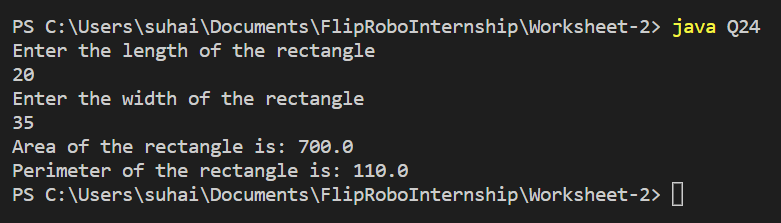 PS C:\Users\suhai\Documents\FlipRoboInternship\Worksheet-2> java Q24
Enter the length of the rectangle
20
Enter the width of the rectangle
35
Area of the rectangle is: 700.0
Perimeter of the rectangle is: 110.0
PS C:\Users\suhai\Documents\FlipRoboInternship\Worksheet-2>